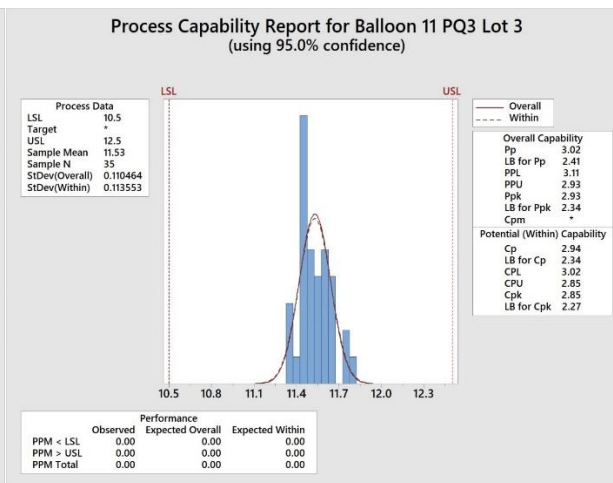 Process Capability Report for Balloon 11 PQ3 Lot 3
(using 95.0% confidence)
LSL
USL
Process Data
LSL 10.5
Target *
USL 12.5
Sample Mean 11.53
Sample N 35
StDev(Overall) 0.110464
StDev(Within) 0.113553
Overall
Within
Overall Capability
Pp 3.02
LB for Pp 2.41
PPL 3.11
PPU 2.93
Ppk 2.93
LB for Ppk 2.34
Cpm *
Potential (Within) Capability
Cp 2.94
LB for Cp 2.34
CPL 3.02
CPU 2.85
Cpk 2.85
LB for Cpk 2.27
10.5 10.8 11.1 11.4 11.7 12.0 12.3
Performance
Observed Expected Overall Expected Within
PPM < LSL 0.00 0.00 0.00
PPM > USL 0.00 0.00 0.00
PPM Total 0.00 0.00 0.00